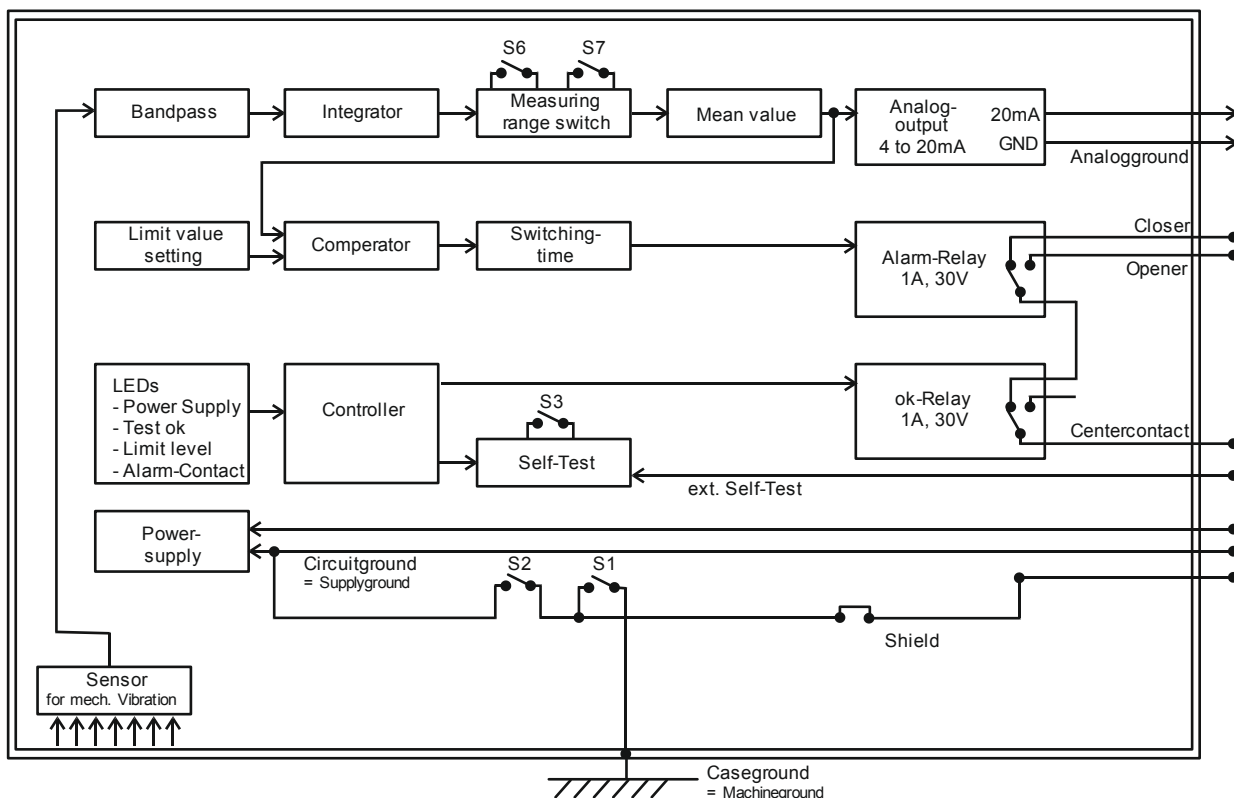 S6
S7
Bandpass
Integrator
Measuring
range switch
Mean value
Analog-
output
4 to 20mA
20mA
GND
Analogground
Limit value
setting
Comperator
Switching-
time
Alarm-Relay
1A, 30V
Closer
Opener
LEDs
- Power Supply
- Test ok
- Limit level
- Alarm-Contact
Controller
S3
Self-Test
ok-Relay
1A, 30V
Centercontact
ext. Self-Test
Power-
supply
Circuitground
= Supplyground
S2
S1
Shield
Sensor
for mech. Vibration
Caseground
= Machineground